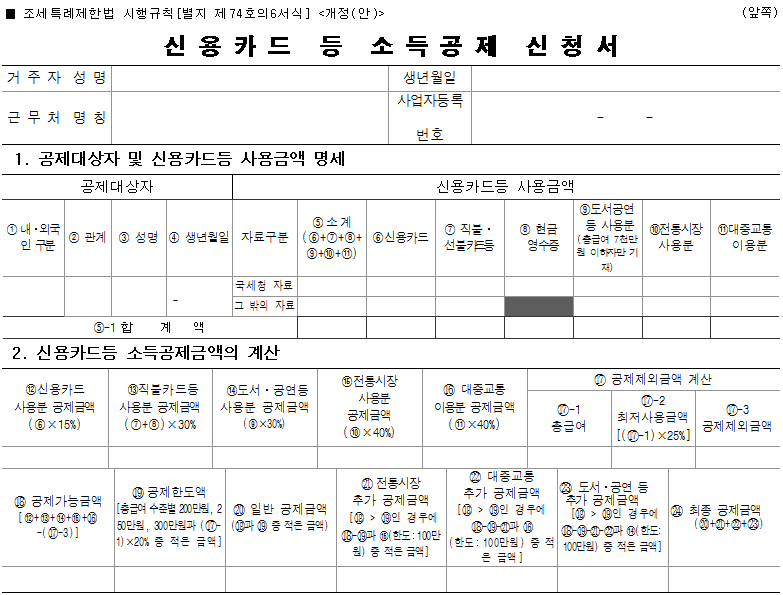 ■ 조세특례제한법 시행규칙[별지 제74호의6서식] <개정(안)>
(앞쪽)
신용카드 등 소득공제 신청서
거 주 자 성 명
생년월일
근 무 처 명 칭
사업자등록
번호
- -
1. 공제대상자 및 신용카드등 사용금액 명세
공제대상자
신용카드등 사용금액
① 내·외국
인 구분
② 관계
③ 성명
④ 생년월일
자료구분
⑤ 소 계
(⑥+⑦+⑧+
⑨+⑩+⑪)
⑥신용카드
⑦ 직불·
선불카드등
⑧ 현금
영수증
⑨도서공연
등 사용분
(총급여 7천만
원 이하자만 기
재)
⑩전통시장
사용분
⑪대중교통
이용분
-
국세청 자료
그 밖의 자료
⑤-1 합 계 액
2. 신용카드등 소득공제금액의 계산
⑫신용카드
사용분 공제금액
(⑥×15%)
⑬직불카드등
사용분 공제금액
(⑦+⑧)×30%
⑭도서·공연등
사용분 공제금액
(⑨×30%)
⑮전통시장
사용분
공제금액
(⑩×40%)
⑯ 대중교통
이용분 공제금액
(⑪×40%)
⑰ 공제제외금액 계산
⑰-1
총급여
⑰-2
최저사용금액
[(⑰-1)×25%]
⑰-3
공제제외금액
⑱ 공제가능금액
[⑫+⑬+⑭+⑮+⑯
-(⑰-3)]
⑲ 공제한도액
[총급여 수준별 200만원, 2
50만원, 300만원과 (⑰-
1)×20% 중 적은 금액]
⑳ 일반 공제금액
(⑱과 ⑲ 중 적은 금액)
㉑ 전통시장
추가 공제금액
[⑱ > ⑲인 경우에
⑱-⑲과 ⑮(한도:100만
원) 중 적은 금액]
㉒ 대중교통
추가 공제금액
[⑱ > ⑲인 경우에
⑱-⑲-㉑과 ⑯
(한도: 100만원) 중 적
은 금액]
㉓ 도서·공연 등
추가 공제금액
[⑱ > ⑲인 경우에
⑱-⑲-㉑-㉒과 ⑭(한도:
100만원) 중 적은 금액]
㉔ 최종 공제금액
(⑳+㉑+㉒+㉓)